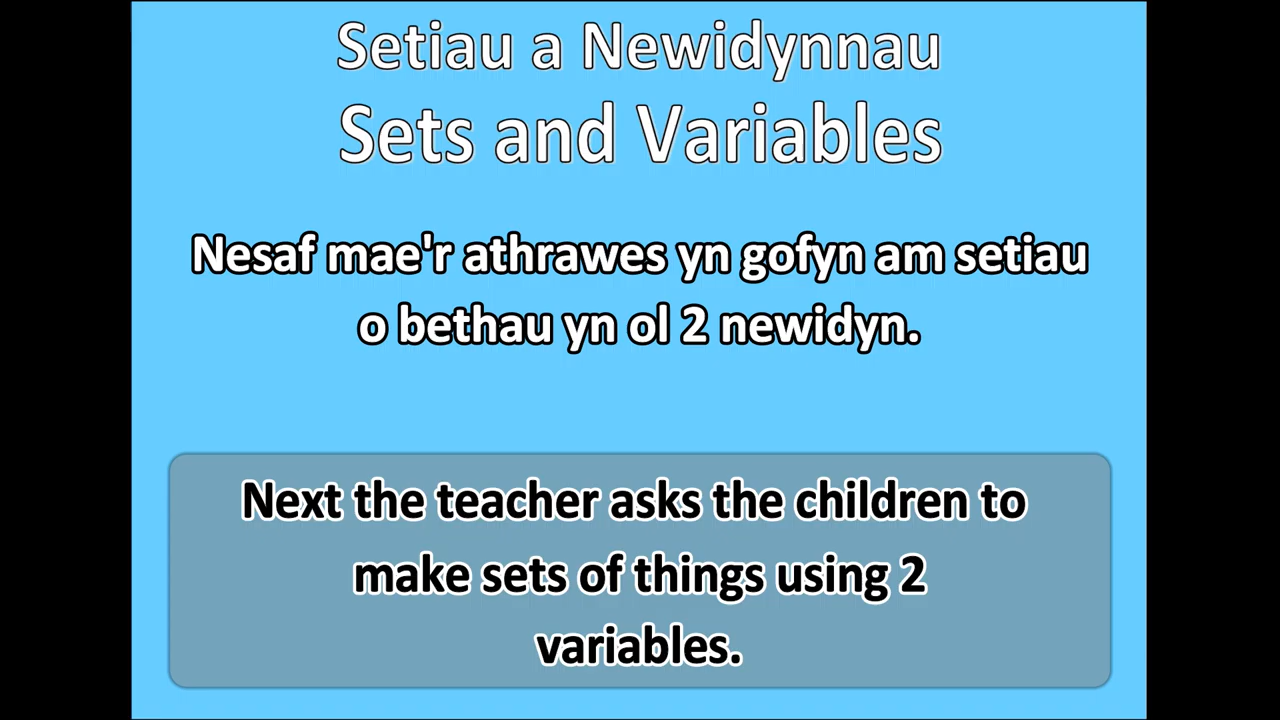 Setiau a Newidynnau
Sets and Variables
Nesaf mae'r athrawes yn gofyn am setiau
o bethau yn ol 2 newidyn.
Next the teacher asks the children to
make sets of things using 2
variables.